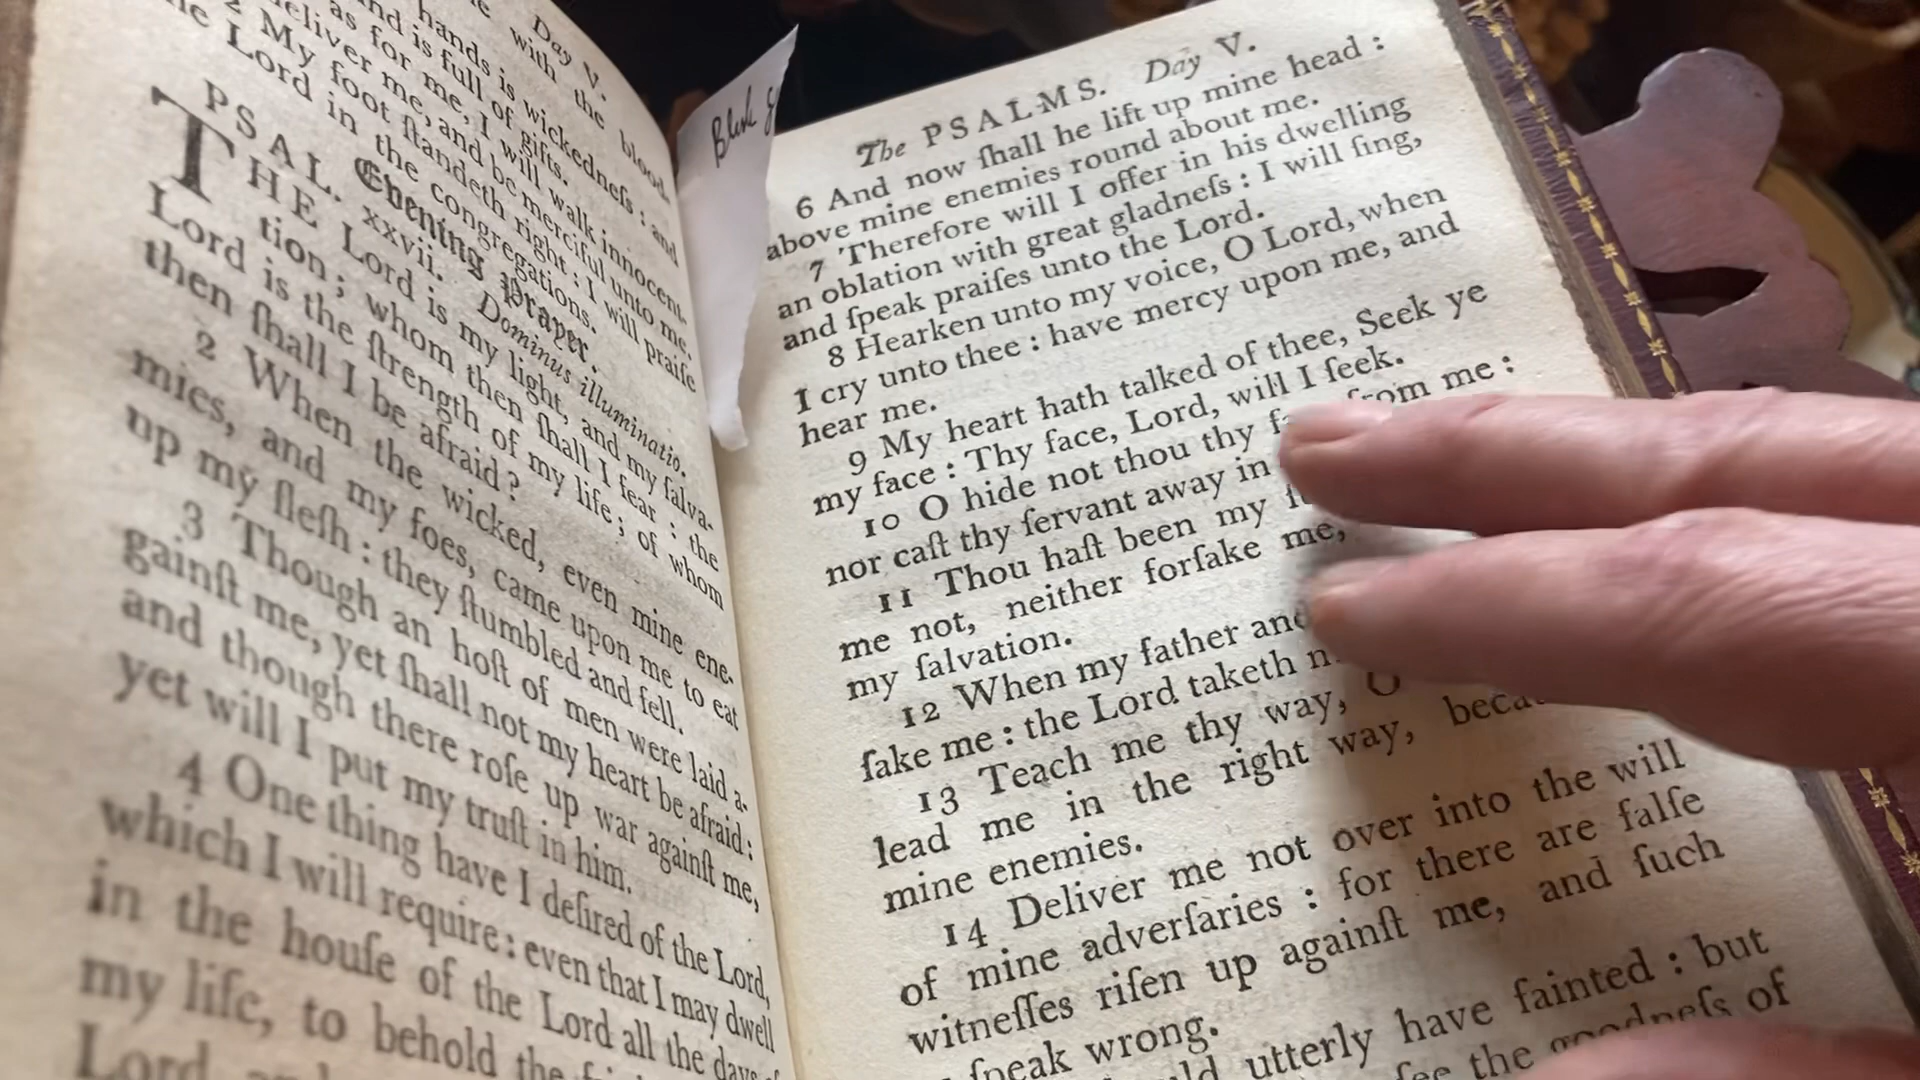 Day V.
with the blood
hands is wickedneſs : and
and is full of gifts.
as for me, I will walk innocent-
deliver me, and be merciful unto me.
2 My foot ſtandeth right : I will praiſe
the Lord in the congregations.
Evening Prayer.
PSAL. xxvii. Dominus illuminatio.
THE Lord is my light, and my ſalva-
tion ; whom then ſhall I fear : the
Lord is the ſtrength of my life ; of whom
then ſhall I be afraid ?
2 When the wicked, even mine ene-
mies, and my foes, came upon me to eat
up my fleſh : they ſtumbled and fell.
3 Though an hoſt of men were laid a-
gainſt me, yet ſhall not my heart be afraid :
and though there roſe up war againſt me,
yet will I put my truſt in him.
4 One thing have I deſired of the Lord,
which I will require : even that I may dwell
in the houſe of the Lord all the days of
my life, to behold the
Lord
The PSALMS. Day V.
6 And now ſhall he lift up mine head :
above mine enemies round about me.
7 Therefore will I offer in his dwelling
an oblation with great gladneſs : I will ſing,
and ſpeak praiſes unto the Lord.
8 Hearken unto my voice, O Lord, when
I cry unto thee : have mercy upon me, and
hear me.
9 My heart hath talked of thee, Seek ye
my face : Thy face, Lord, will I ſeek.
10 O hide not thou thy from me :
nor caſt thy ſervant away in
11 Thou haſt been my
me not, neither forſake me,
my ſalvation.
12 When my father and
ſake me : the Lord taketh
13 Teach me thy way, O
lead me in the right way,
mine enemies.
14 Deliver me not over into the will
of mine adverſaries : for there are falſe
witneſſes riſen up againſt me, and ſuch
ſpeak wrong.
utterly have fainted : but
ſee the goodneſs of